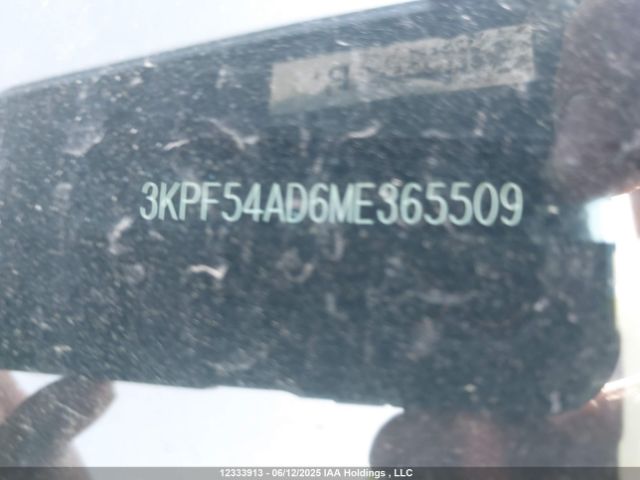 3KPF54AD6ME365509
12333913 - 06/12/2025 IAA Holdings , LLC